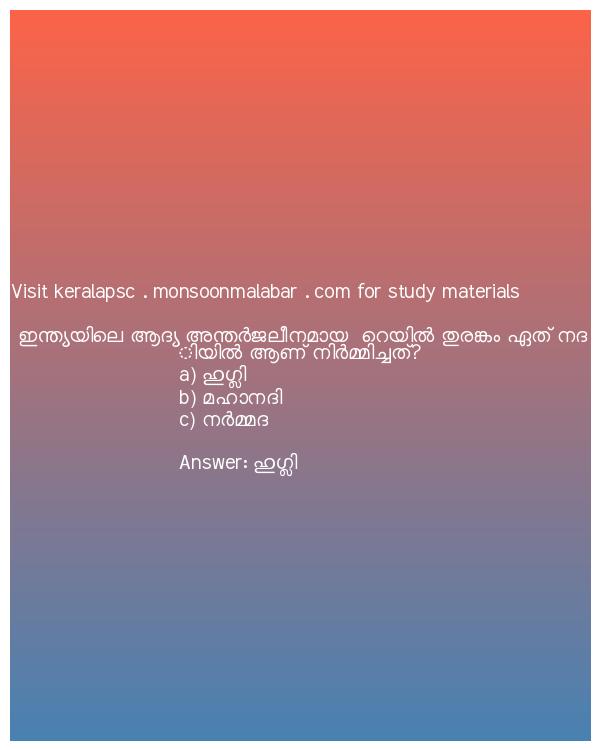 Visit keralapsc . monsoonmalabar . com for study materials
ഇന്ത്യയിലെ ആദ്യ അന്തർജലീനമായ  റെയിൽ തുരങ്കം ഏത് നദ
ിയിൽ ആണ് നിർമ്മിച്ചത്?
a) ഹുഗ്ലി
b) മഹാനദി
c) നർമ്മദ
Answer: ഹുഗ്ലി